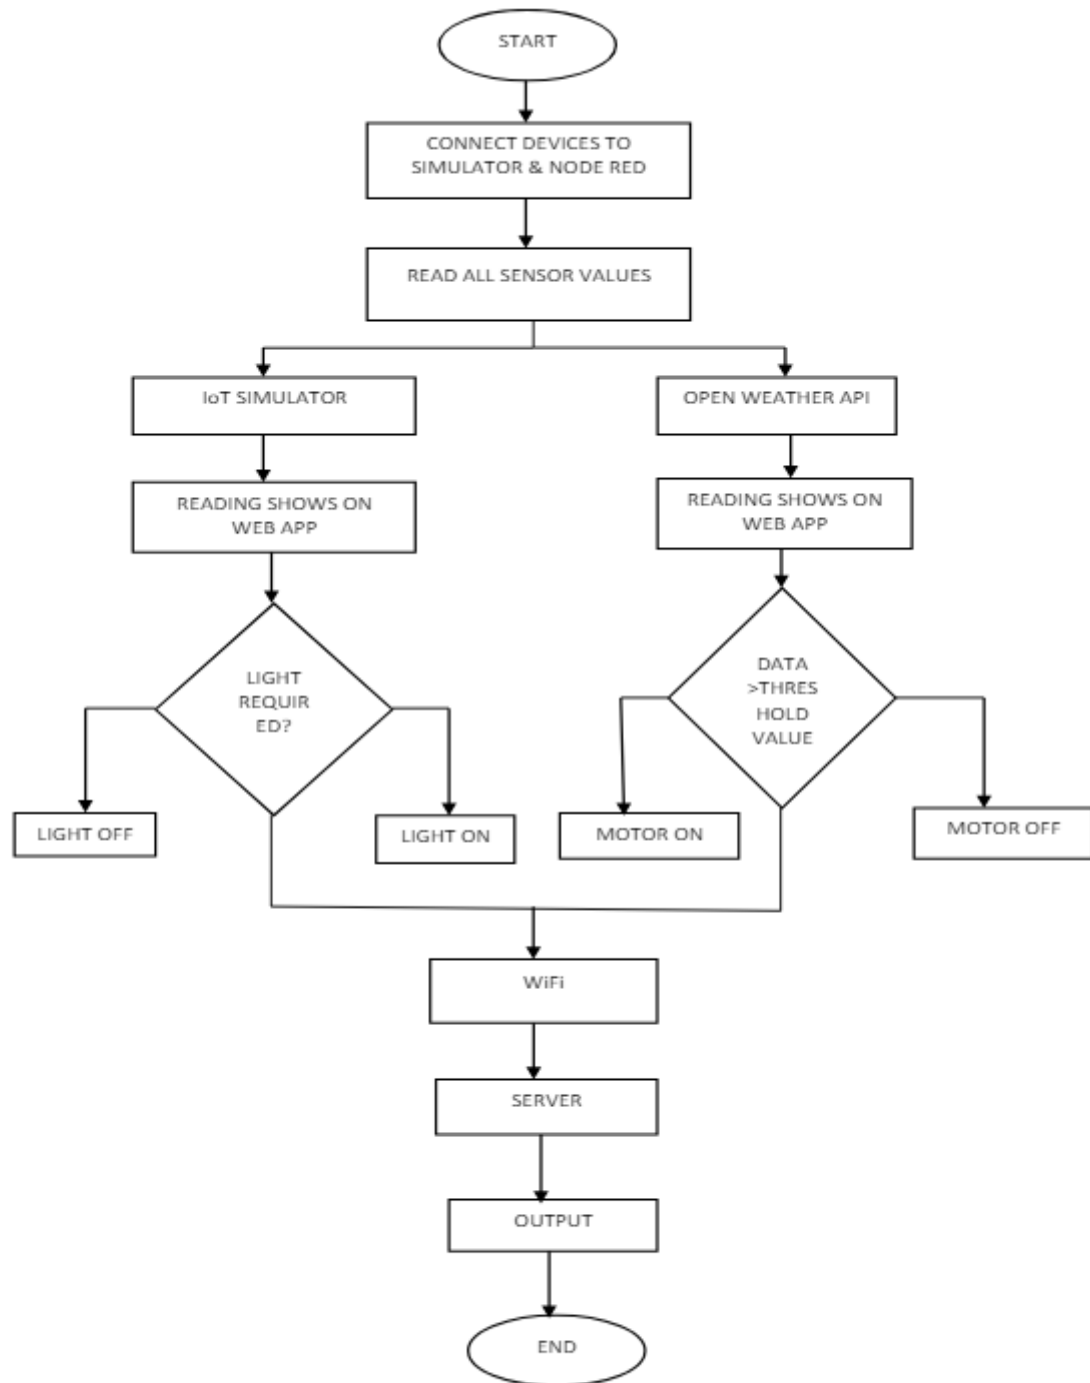 START
CONNECT DEVICES TO
SIMULATOR & NODE RED
READ ALL SENSOR VALUES
IoT SIMULATOR
OPEN WEATHER API
READING SHOWS ON
WEB APP
READING SHOWS ON
WEB APP
LIGHT
REQUIR
ED?
DATA
>THRES
HOLD
VALUE
LIGHT OFF
LIGHT ON
MOTOR ON
MOTOR OFF
WiFi
SERVER
OUTPUT
END